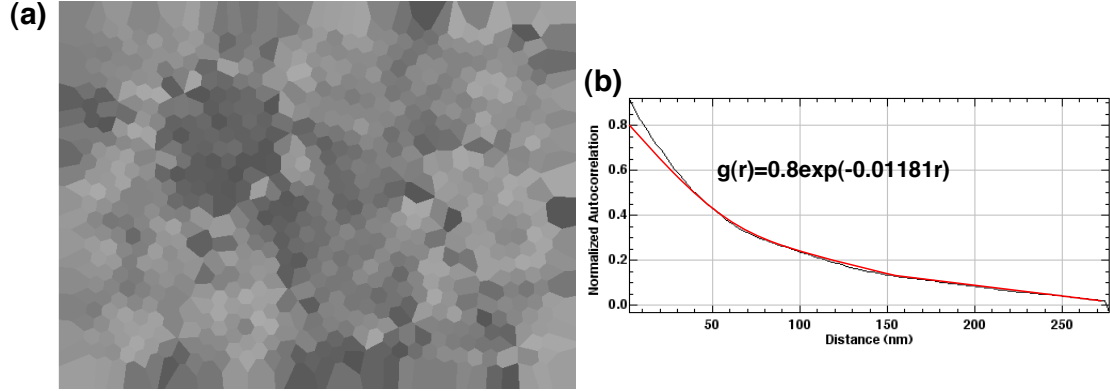 (a)
(b)
0.8
0.6
0.4
0.2
0.0
Normalized Autocorrelation
g(r)=0.8exp(-0.01181r)
50
100
150
200
250
Distance (nm)